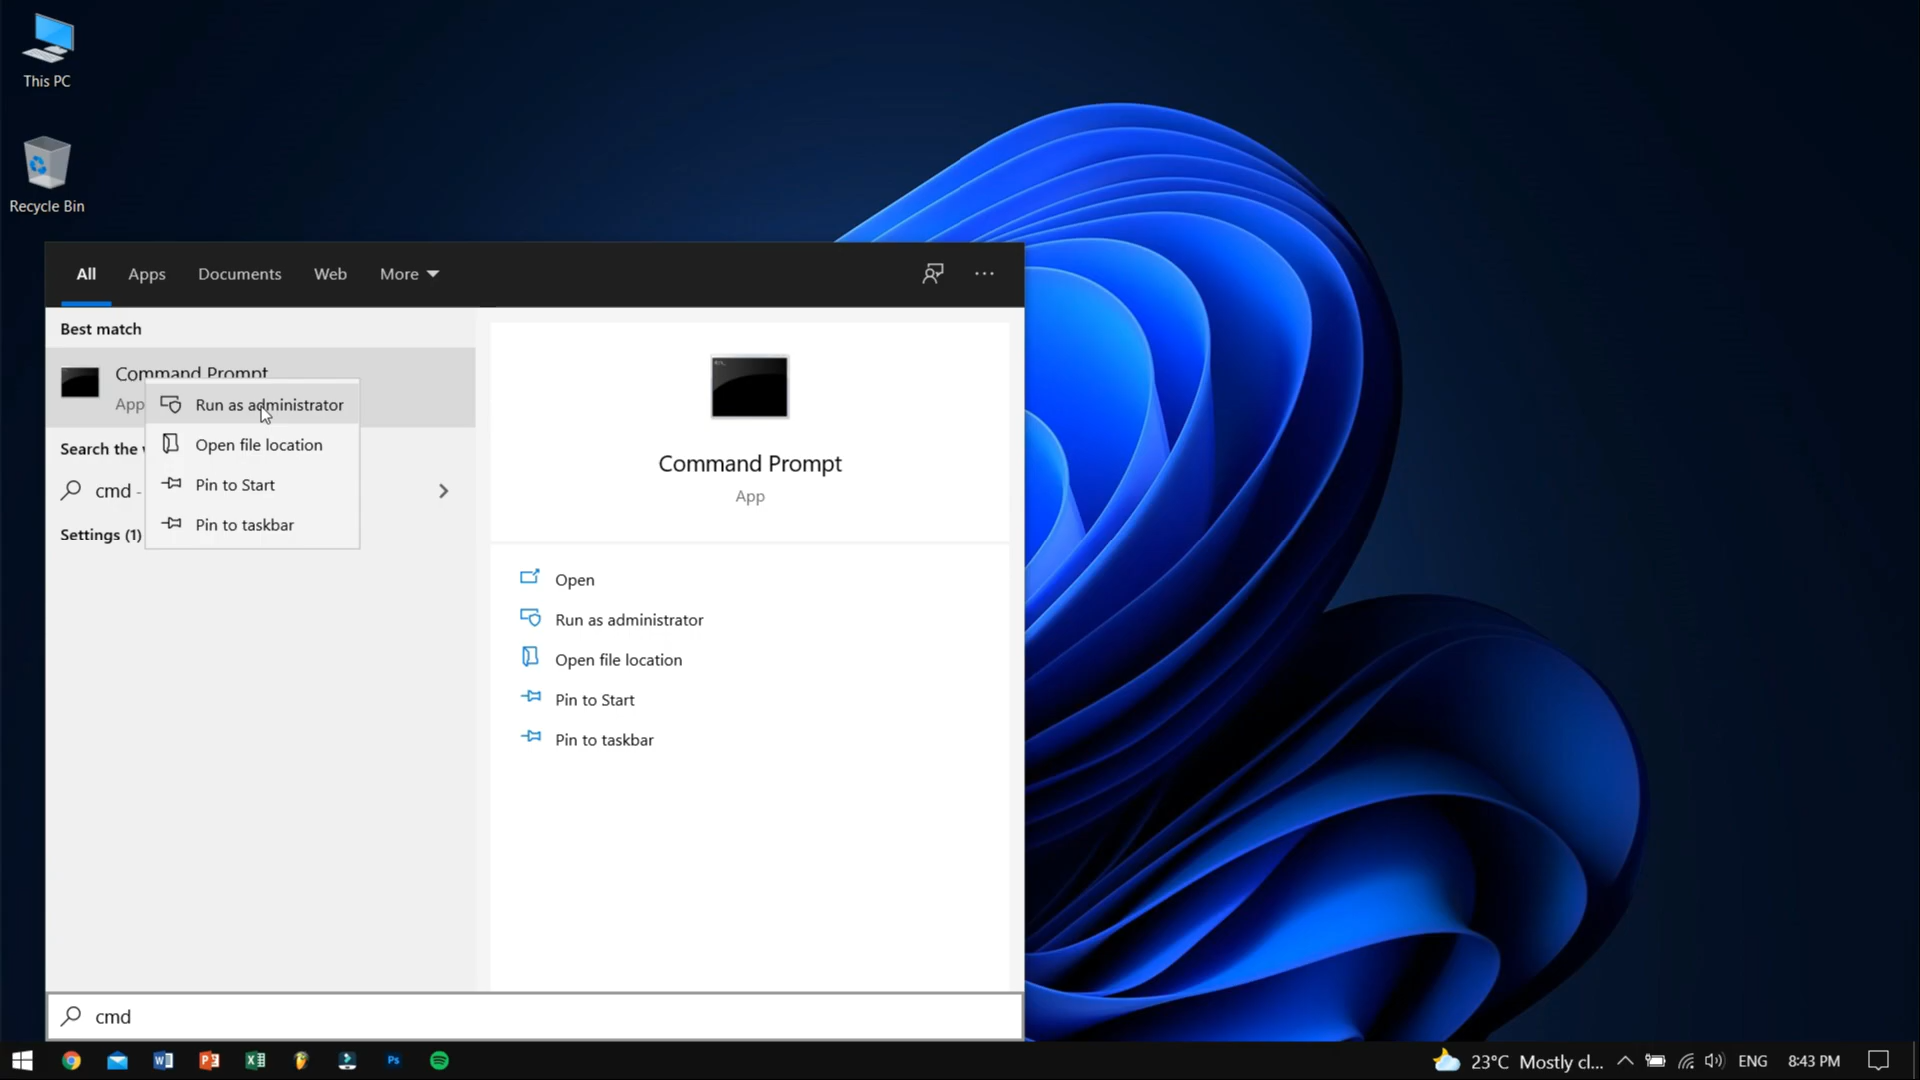 This PC
Recycle Bin
All Apps Documents Web More
Best match
Command Prompt
App
Run as administrator
Open file location
Pin to Start
Pin to taskbar
Search the
cmd -
Settings (1)
Command Prompt
App
Open
Run as administrator
Open file location
Pin to Start
Pin to taskbar
cmd
23°C Mostly cl... ENG 8:43 PM